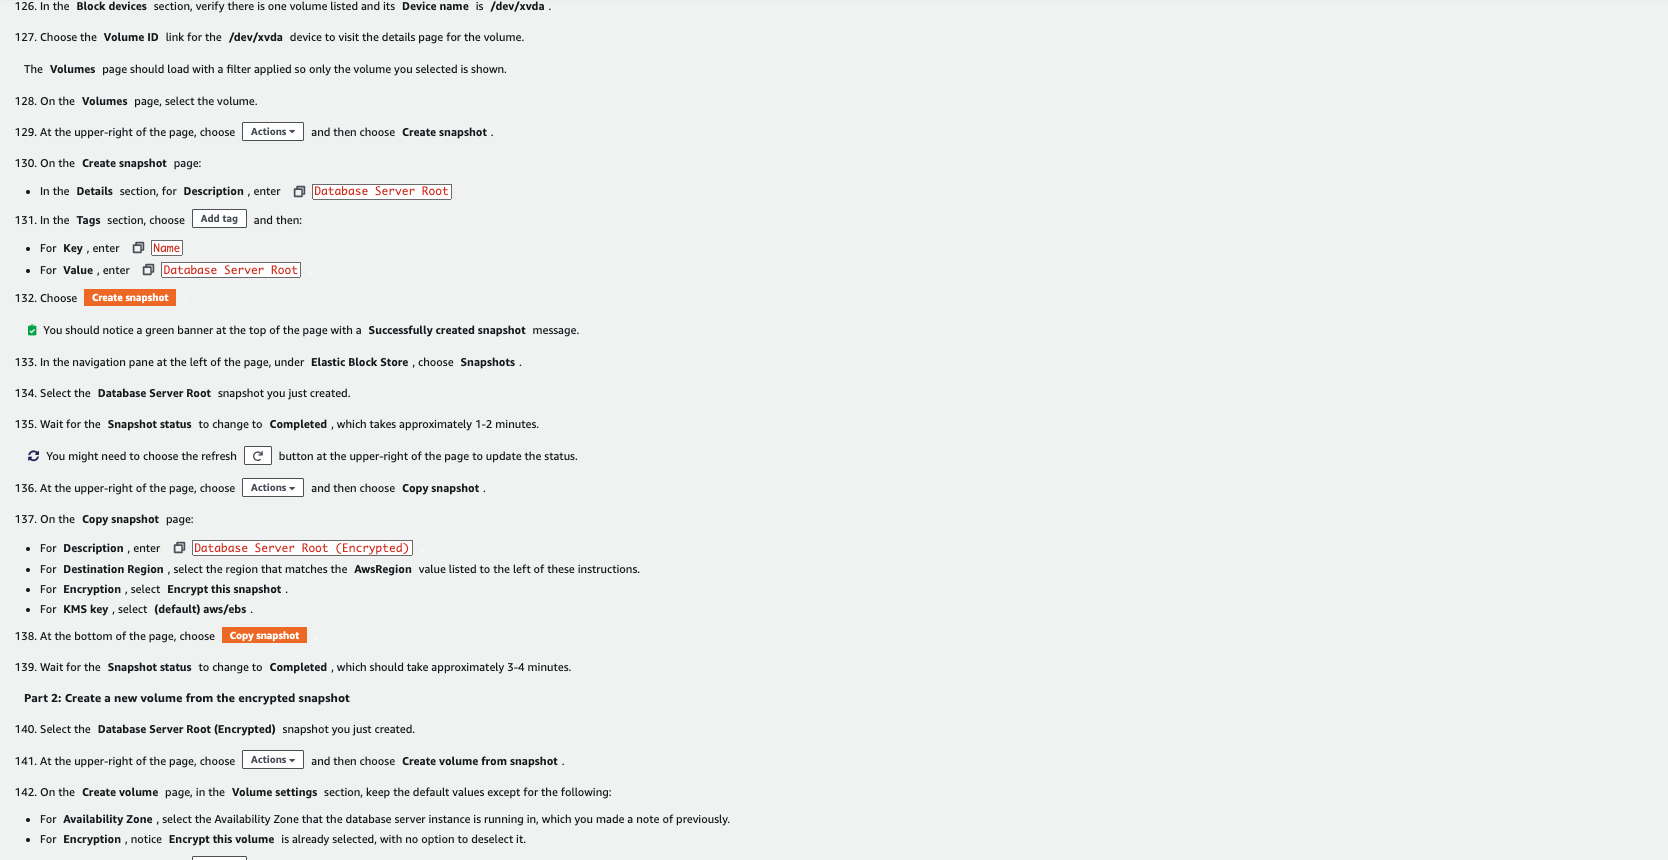 126. In the Block devices section, verify there is one volume listed and its Device name is /dev/xvda .
127. Choose the Volume ID link for the /dev/xvda device to visit the details page for the volume.
The Volumes page should load with a filter applied so only the volume you selected is shown.
128. On the Volumes page, select the volume.
129. At the upper-right of the page, choose Actions and then choose Create snapshot .
130. On the Create snapshot page:
• In the Details section, for Description , enter Database Server Root
131. In the Tags section, choose Add tag and then:
• For Key , enter Name
• For Value , enter Database Server Root
132. Choose Create snapshot
You should notice a green banner at the top of the page with a Successfully created snapshot message.
133. In the navigation pane at the left of the page, under Elastic Block Store , choose Snapshots .
134. Select the Database Server Root snapshot you just created.
135. Wait for the Snapshot status to change to Completed , which takes approximately 1-2 minutes.
You might need to choose the refresh button at the upper-right of the page to update the status.
136. At the upper-right of the page, choose Actions and then choose Copy snapshot .
137. On the Copy snapshot page:
• For Description , enter Database Server Root (Encrypted)
• For Destination Region , select the region that matches the AwsRegion value listed to the left of these instructions.
• For Encryption , select Encrypt this snapshot .
• For KMS key , select (default) aws/ebs .
138. At the bottom of the page, choose Copy snapshot
139. Wait for the Snapshot status to change to Completed , which should take approximately 3-4 minutes.
Part 2: Create a new volume from the encrypted snapshot
140. Select the Database Server Root (Encrypted) snapshot you just created.
141. At the upper-right of the page, choose Actions and then choose Create volume from snapshot .
142. On the Create volume page, in the Volume settings section, keep the default values except for the following:
• For Availability Zone , select the Availability Zone that the database server instance is running in, which you made a note of previously.
• For Encryption , notice Encrypt this volume is already selected, with no option to deselect it.